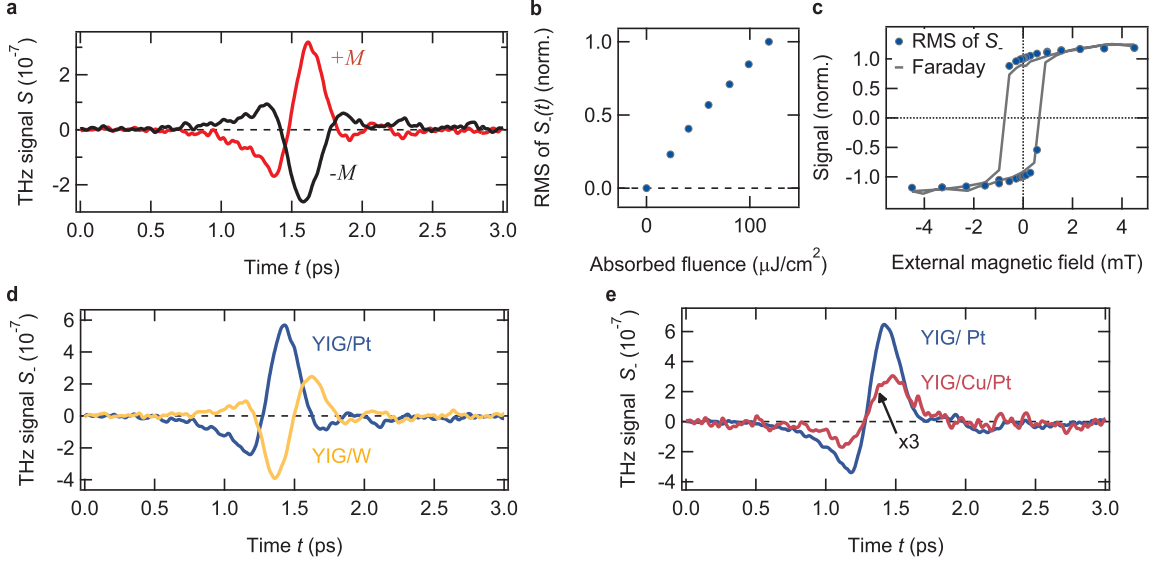 a
THz signal S (10⁻⁷)
2
0
-2
+M
-M
0.0 0.5 1.0 1.5 2.0 2.5 3.0
Time t (ps)
b
RMS of S₋(t) (norm.)
1.0
0.5
0.0
0 100
Absorbed fluence (μJ/cm²)
c
Signal (norm.)
1.0
0.0
-1.0
RMS of S₋
Faraday
-4 -2 0 2 4
External magnetic field (mT)
d
THz signal S₋ (10⁻⁷)
6
4
2
0
-2
-4
YIG/Pt
YIG/W
0.0 0.5 1.0 1.5 2.0 2.5 3.0
Time t (ps)
e
THz signal S₋ (10⁻⁷)
6
4
2
0
-2
-4
YIG/ Pt
YIG/Cu/Pt
x3
0.0 0.5 1.0 1.5 2.0 2.5 3.0
Time t (ps)